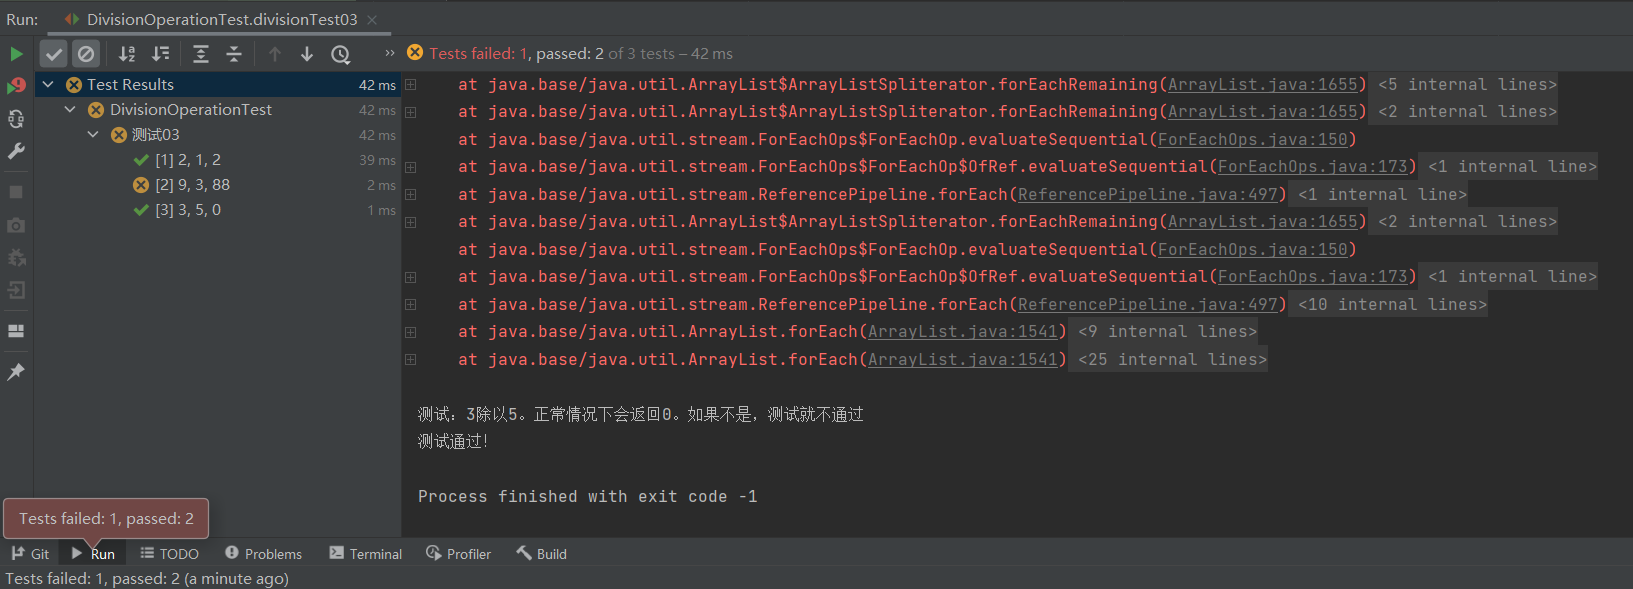 Run: DivisionOperationTest.divisionTest03
Tests failed: 1, passed: 2 of 3 tests – 42 ms
Test Results 42 ms
DivisionOperationTest 42 ms
测试03 42 ms
[1] 2, 1, 2 39 ms
[2] 9, 3, 88 2 ms
[3] 3, 5, 0 1 ms
at java.base/java.util.ArrayList$ArrayListSpliterator.forEachRemaining(ArrayList.java:1655) <5 internal lines>
at java.base/java.util.ArrayList$ArrayListSpliterator.forEachRemaining(ArrayList.java:1655) <2 internal lines>
at java.base/java.util.stream.ForEachOps$ForEachOp.evaluateSequential(ForEachOps.java:150)
at java.base/java.util.stream.ForEachOps$ForEachOp$OfRef.evaluateSequential(ForEachOps.java:173) <1 internal line>
at java.base/java.util.stream.ReferencePipeline.forEach(ReferencePipeline.java:497) <1 internal line>
at java.base/java.util.ArrayList$ArrayListSpliterator.forEachRemaining(ArrayList.java:1655) <2 internal lines>
at java.base/java.util.stream.ForEachOps$ForEachOp.evaluateSequential(ForEachOps.java:150)
at java.base/java.util.stream.ForEachOps$ForEachOp$OfRef.evaluateSequential(ForEachOps.java:173) <1 internal line>
at java.base/java.util.stream.ReferencePipeline.forEach(ReferencePipeline.java:497) <10 internal lines>
at java.base/java.util.ArrayList.forEach(ArrayList.java:1541) <9 internal lines>
at java.base/java.util.ArrayList.forEach(ArrayList.java:1541) <25 internal lines>
测试：3除以5。正常情况下会返回0。如果不是，测试就不通过
测试通过！
Process finished with exit code -1
Tests failed: 1, passed: 2
Git Run TODO Problems Terminal Profiler Build
Tests failed: 1, passed: 2 (a minute ago)